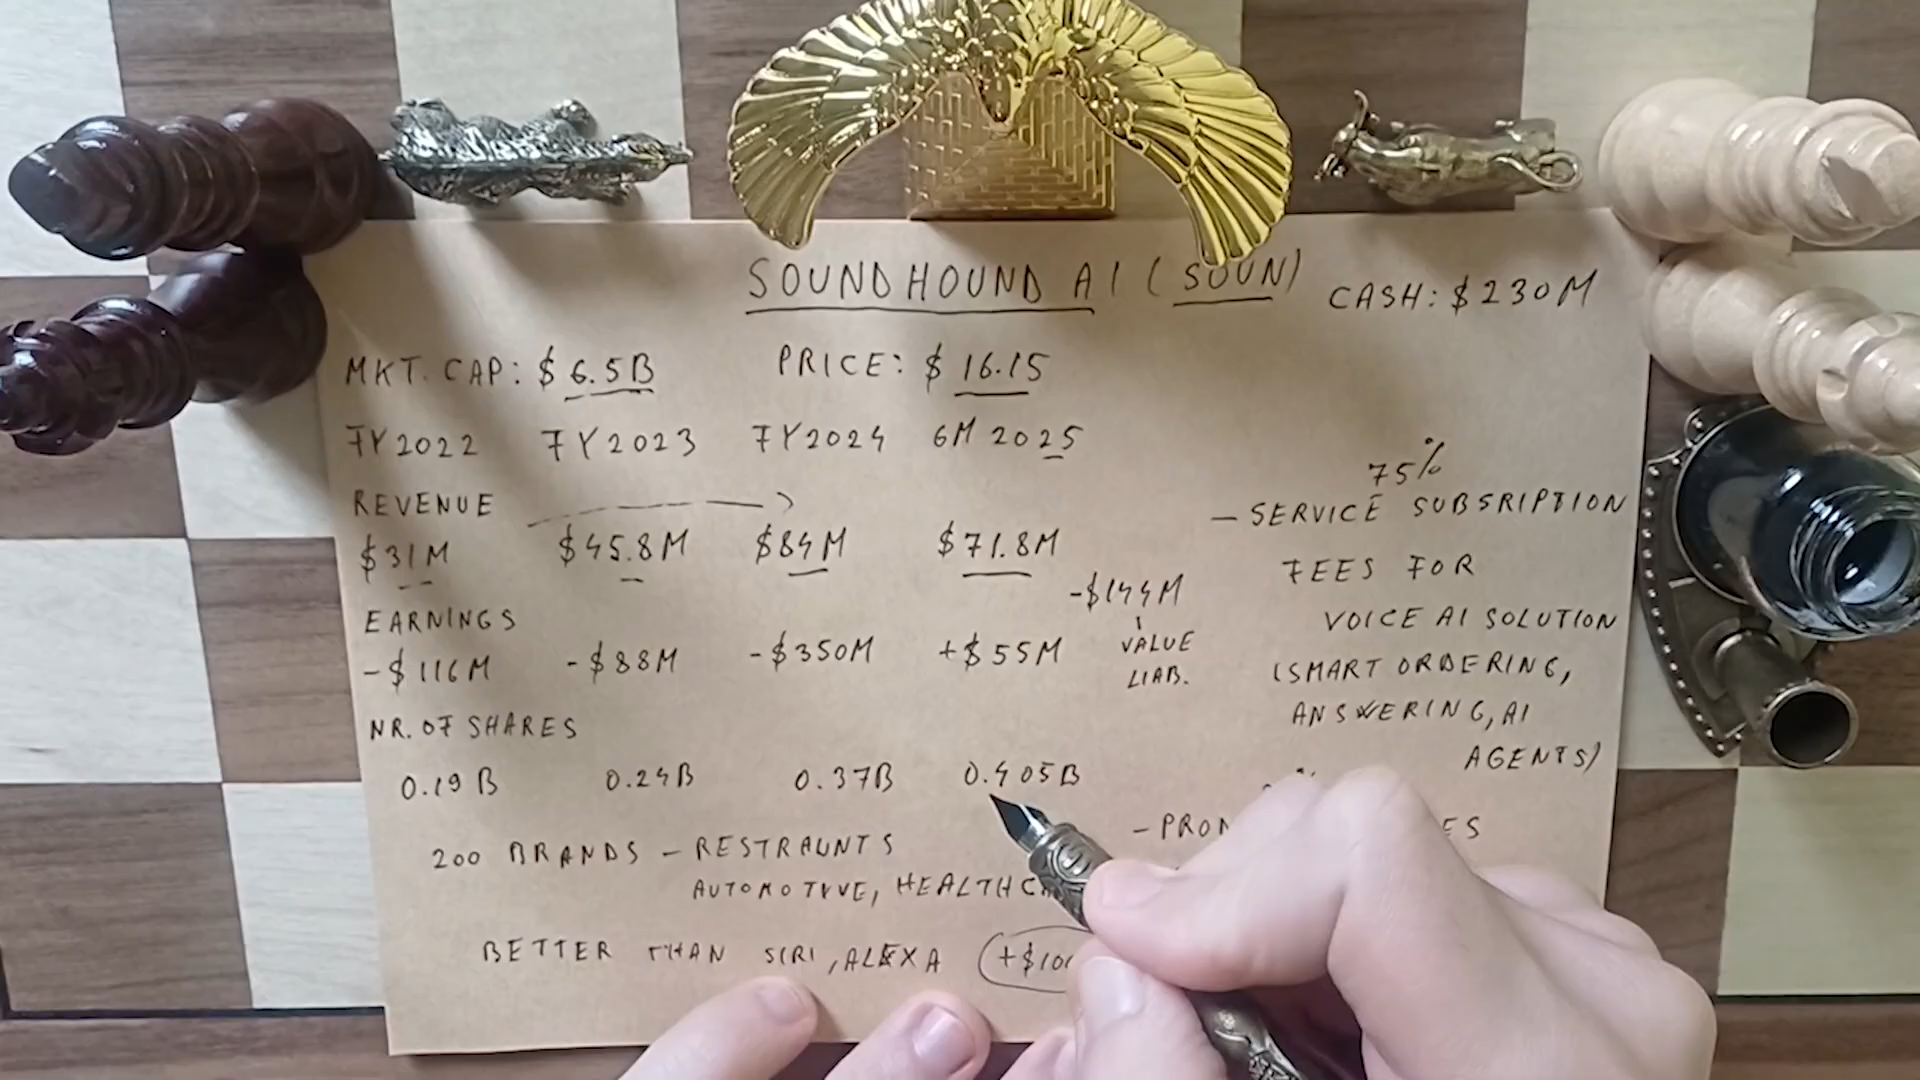 SOUNDHOUND AI (SOUN)
CASH: $230M
MKT. CAP: $6.5B
PRICE: $16.15
FY2022 FY2023 FY2024 6M 2025
REVENUE
$31M $45.8M $84M $71.8M
EARNINGS
-$116M -$88M -$350M +$55M
-$144M
VALUE
LIAB.
NR. OF SHARES
0.19B 0.24B 0.37B 0.405B
200 BRANDS - RESTRAUNTS
AUTOMOTIVE,
BETTER THAN SIRI, ALEXA
75%
- SERVICE SUBSRIPTION
FEES FOR
VOICE AI SOLUTION
(SMART ORDERING,
ANSWERING, AI
AGENTS)